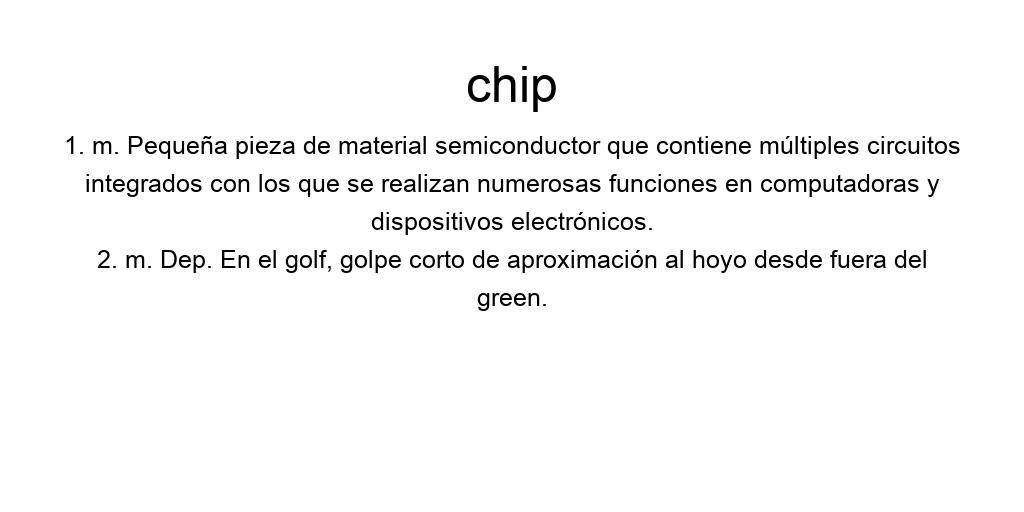 chip
1. m. Pequeña pieza de material semiconductor que contiene múltiples circuitos
integrados con los que se realizan numerosas funciones en computadoras y
dispositivos electrónicos.
2. m. Dep. En el golf, golpe corto de aproximación al hoyo desde fuera del
green.